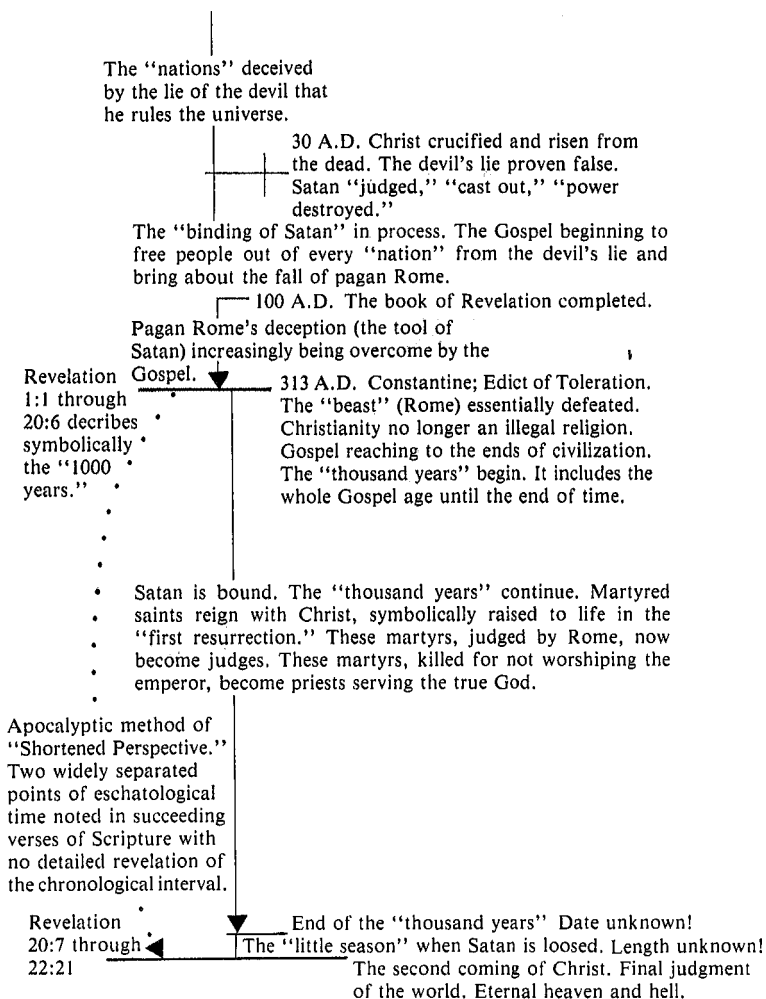 The “nations” deceived
by the lie of the devil that
he rules the universe.
30 A.D. Christ crucified and risen from
the dead. The devil’s lie proven false.
Satan “judged,” “cast out,” “power
destroyed.”
The “binding of Satan” in process. The Gospel beginning to
free people out of every “nation” from the devil’s lie and
bring about the fall of pagan Rome.
100 A.D. The book of Revelation completed.
Pagan Rome’s deception (the tool of
Satan) increasingly being overcome by the
Gospel.
Revelation
1:1 through
20:6 decribes
symbolically
the “1000
years.”
313 A.D. Constantine; Edict of Toleration.
The “beast” (Rome) essentially defeated.
Christianity no longer an illegal religion.
Gospel reaching to the ends of civilization.
The “thousand years” begin. It includes the
whole Gospel age until the end of time.
Satan is bound. The “thousand years” continue. Martyred
saints reign with Christ, symbolically raised to life in the
“first resurrection.” These martyrs, judged by Rome, now
become judges. These martyrs, killed for not worshiping the
emperor, become priests serving the true God.
Apocalyptic method of
“Shortened Perspective.”
Two widely separated
points of eschatological
time noted in succeeding
verses of Scripture with
no detailed revelation of
the chronological interval.
Revelation
20:7 through
22:21
End of the “thousand years” Date unknown!
The “little season” when Satan is loosed. Length unknown!
The second coming of Christ. Final judgment
of the world. Eternal heaven and hell.